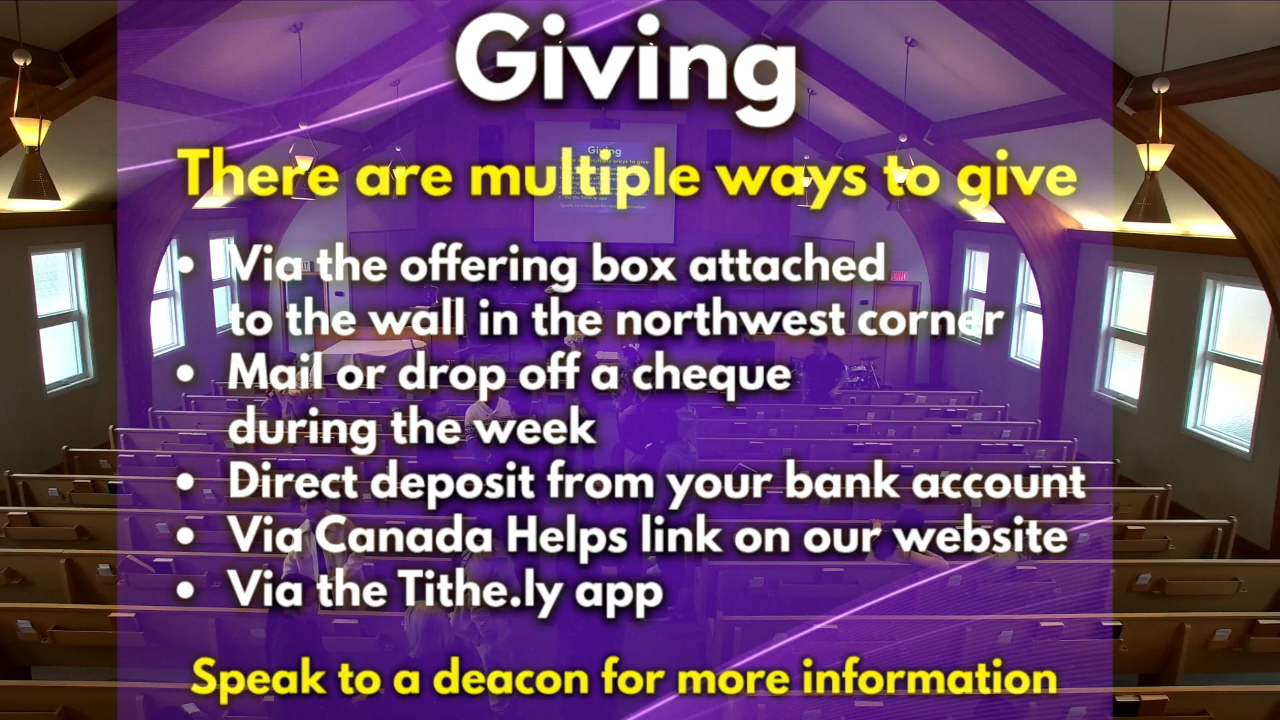 Giving
There are multiple ways to give
• Via the offering box attached
to the wall in the northwest corner
• Mail or drop off a cheque
during the week
• Direct deposit from your bank account
• Via Canada Helps link on our website
• Via the Tithe.ly app
Speak to a deacon for more information
Giving
EXIT